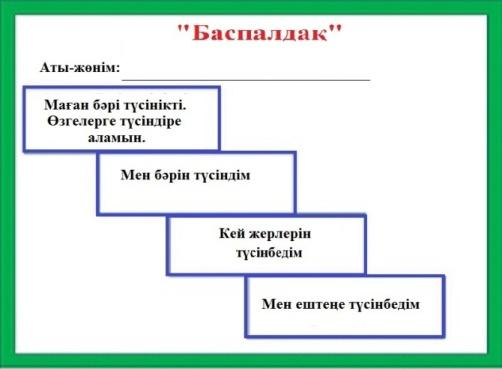 "Баспалдақ"
Аты-жөнім:
Маған бәрі түсінікті.
Өзгелерге түсіндіре
аламын.
Мен бәрін түсіндім
Кей жерлерін
түсінбедім
Мен ештеңе түсінбедім